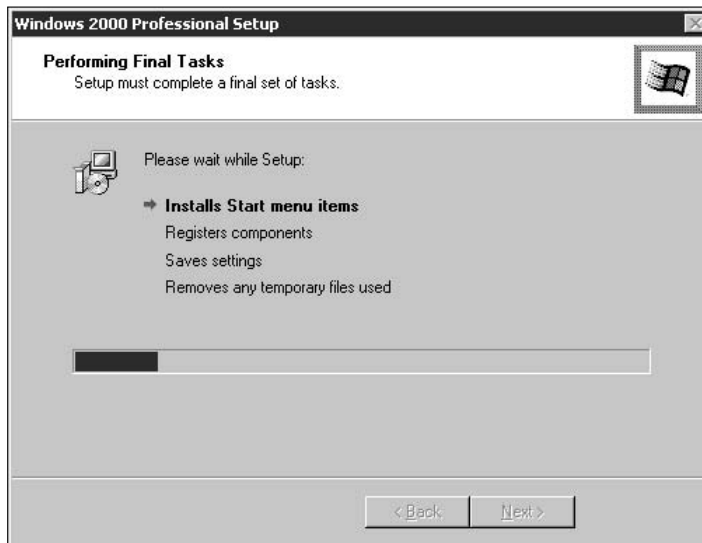 Windows 2000 Professional Setup
Performing Final Tasks
Setup must complete a final set of tasks.
Please wait while Setup:
Installs Start menu items
Registers components
Saves settings
Removes any temporary files used
< Back
Next >